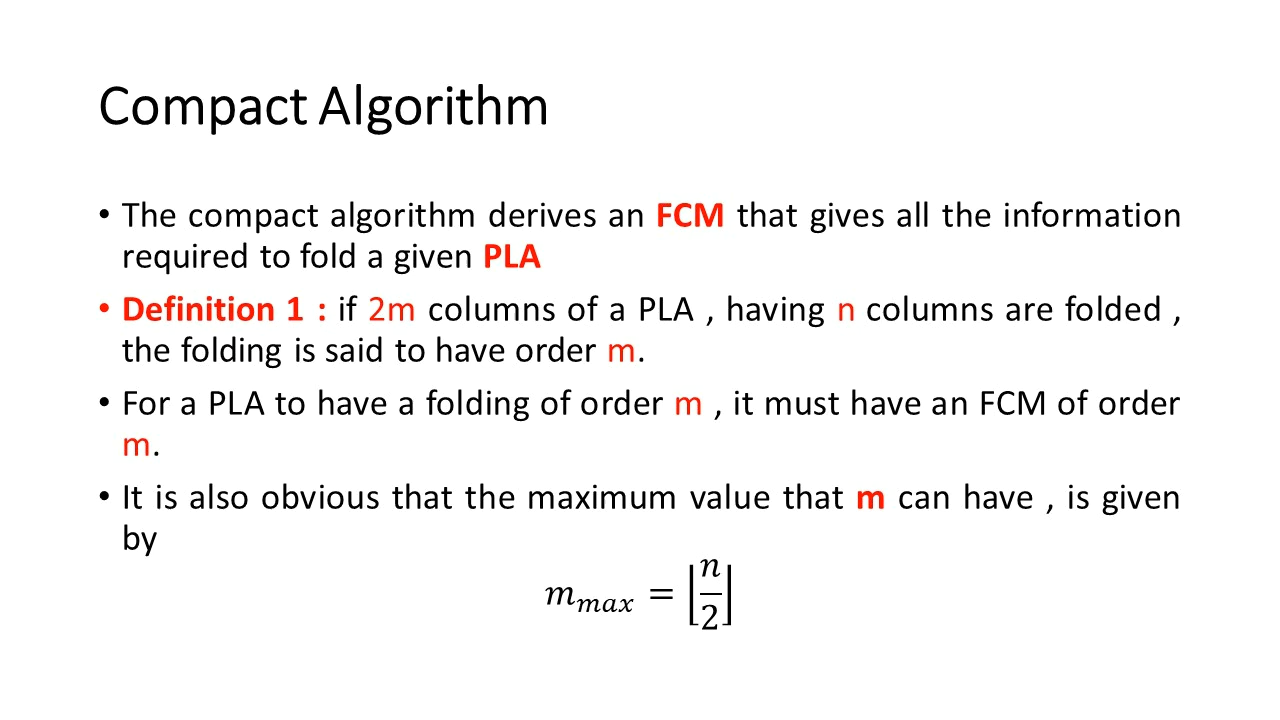 Compact Algorithm
• The compact algorithm derives an FCM that gives all the information
required to fold a given PLA
• Definition 1 : if 2m columns of a PLA , having n columns are folded ,
the folding is said to have order m.
• For a PLA to have a folding of order m , it must have an FCM of order
m.
• It is also obvious that the maximum value that m can have , is given
by
𝑚ₘₐₓ = ⌊𝑛/2⌋